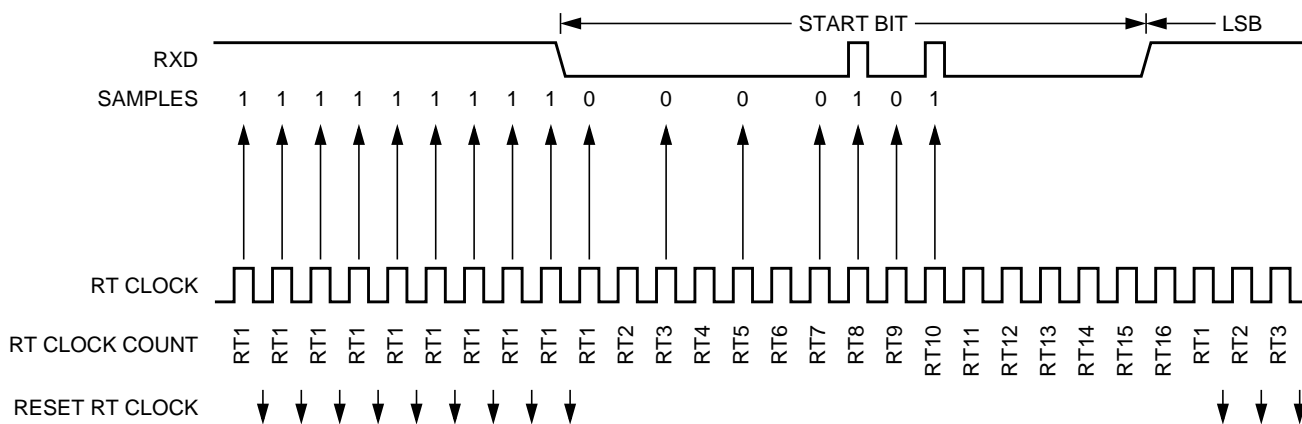 START BIT LSB
RXD
SAMPLES 1 1 1 1 1 1 1 1 1 0 0 0 0 1 0 1
RT CLOCK
RT CLOCK COUNT RT1 RT1 RT1 RT1 RT1 RT1 RT1 RT1 RT1 RT1 RT2 RT3 RT4 RT5 RT6 RT7 RT8 RT9 RT10 RT11 RT12 RT13 RT14 RT15 RT16 RT1 RT2 RT3
RESET RT CLOCK